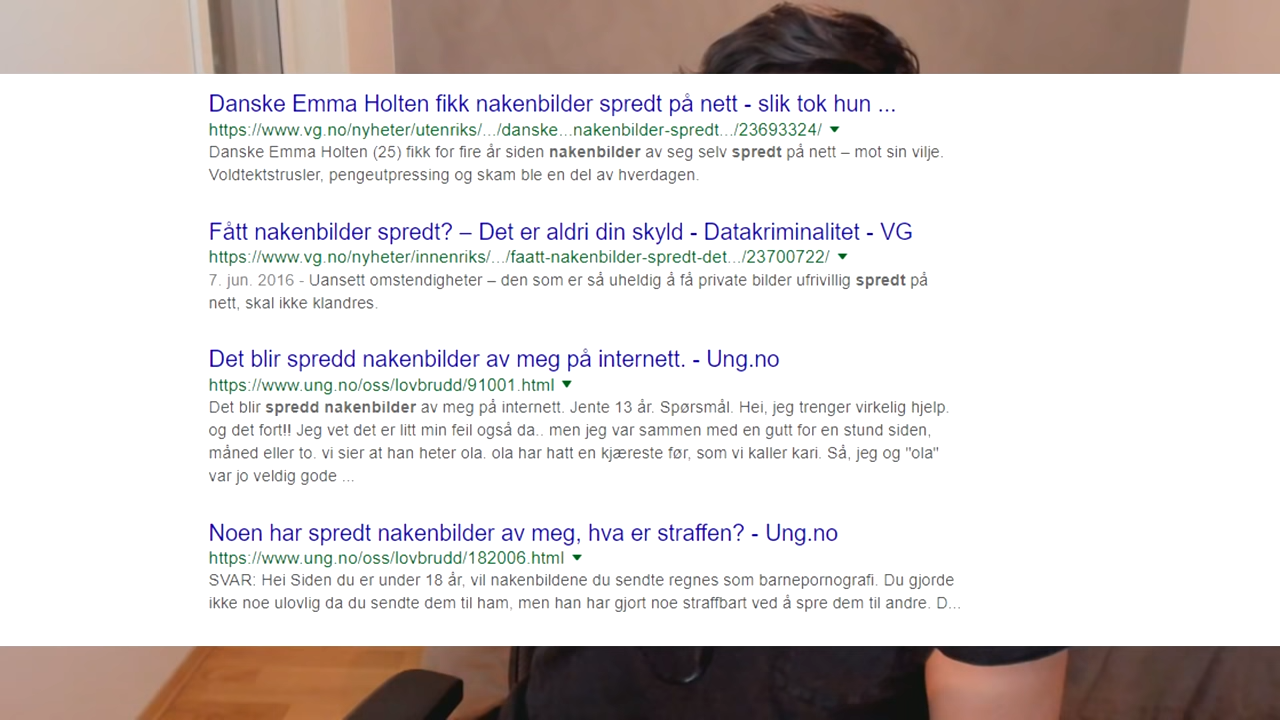 Danske Emma Holten fikk nakenbilder spredt på nett - slik tok hun ...
https://www.vg.no/nyheter/utenriks/.../danske...nakenbilder-spredt.../23693324/
Danske Emma Holten (25) fikk for fire år siden nakenbilder av seg selv spredt på nett – mot sin vilje.
Voldtektstrusler, pengeutpressing og skam ble en del av hverdagen.
Fått nakenbilder spredt? – Det er aldri din skyld - Datakriminalitet - VG
https://www.vg.no/nyheter/innenriks/.../faatt-nakenbilder-spredt-det.../23700722/
7. jun. 2016 - Uansett omstendigheter – den som er så uheldig å få private bilder ufrivillig spredt på
nett, skal ikke klandres.
Det blir spredd nakenbilder av meg på internett. - Ung.no
https://www.ung.no/oss/lovbrudd/91001.html
Det blir spredd nakenbilder av meg på internett. Jente 13 år. Spørsmål. Hei, jeg trenger virkelig hjelp.
og det fort!! Jeg vet det er litt min feil også da.. men jeg var sammen med en gutt for en stund siden,
måned eller to. vi sier at han heter ola. ola har hatt en kjæreste før, som vi kaller kari. Så, jeg og "ola"
var jo veldig gode ...
Noen har spredt nakenbilder av meg, hva er straffen? - Ung.no
https://www.ung.no/oss/lovbrudd/182006.html
SVAR: Hei Siden du er under 18 år, vil nakenbildene du sendte regnes som barnepornografi. Du gjorde
ikke noe ulovlig da du sendte dem til ham, men han har gjort noe straffbart ved å spre dem til andre. D...